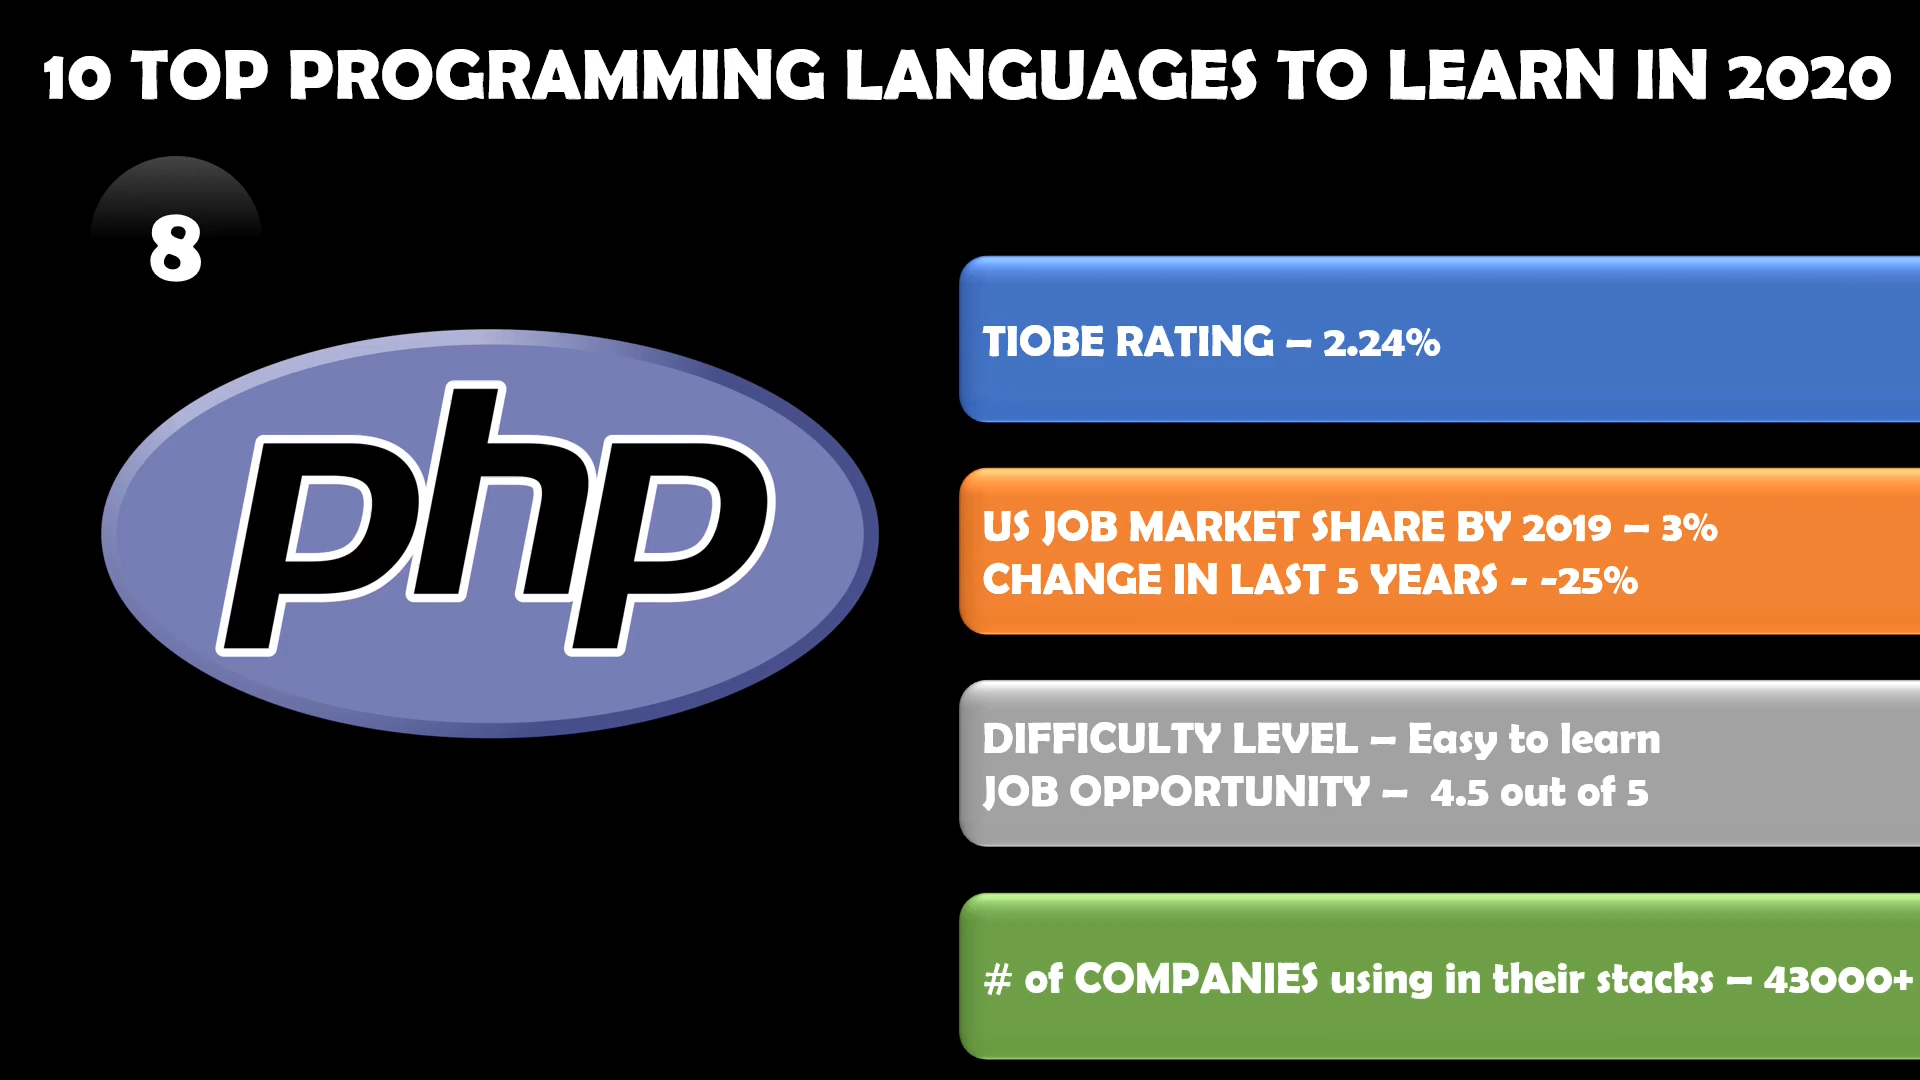 10 TOP PROGRAMMING LANGUAGES TO LEARN IN 2020
8
php
TIOBE RATING – 2.24%
US JOB MARKET SHARE BY 2019 – 3%
CHANGE IN LAST 5 YEARS - -25%
DIFFICULTY LEVEL – Easy to learn
JOB OPPORTUNITY –  4.5 out of 5
# of COMPANIES using in their stacks – 43000+